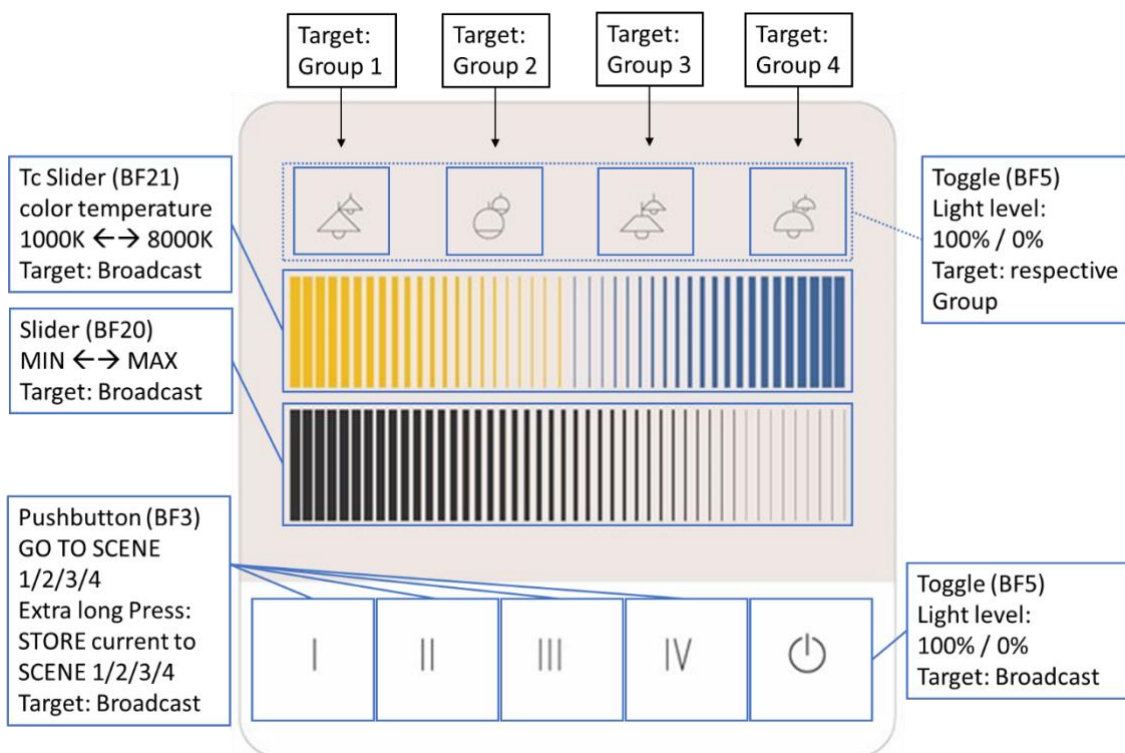 Target:
Group 1
Target:
Group 2
Target:
Group 3
Target:
Group 4
Tc Slider (BF21)
color temperature
1000K ←→ 8000K
Target: Broadcast
Toggle (BF5)
Light level:
100% / 0%
Target: respective
Group
Slider (BF20)
MIN ←→ MAX
Target: Broadcast
Pushbutton (BF3)
GO TO SCENE
1/2/3/4
Extra long Press:
STORE current to
SCENE 1/2/3/4
Target: Broadcast
I
II
III
IV
Toggle (BF5)
Light level:
100% / 0%
Target: Broadcast